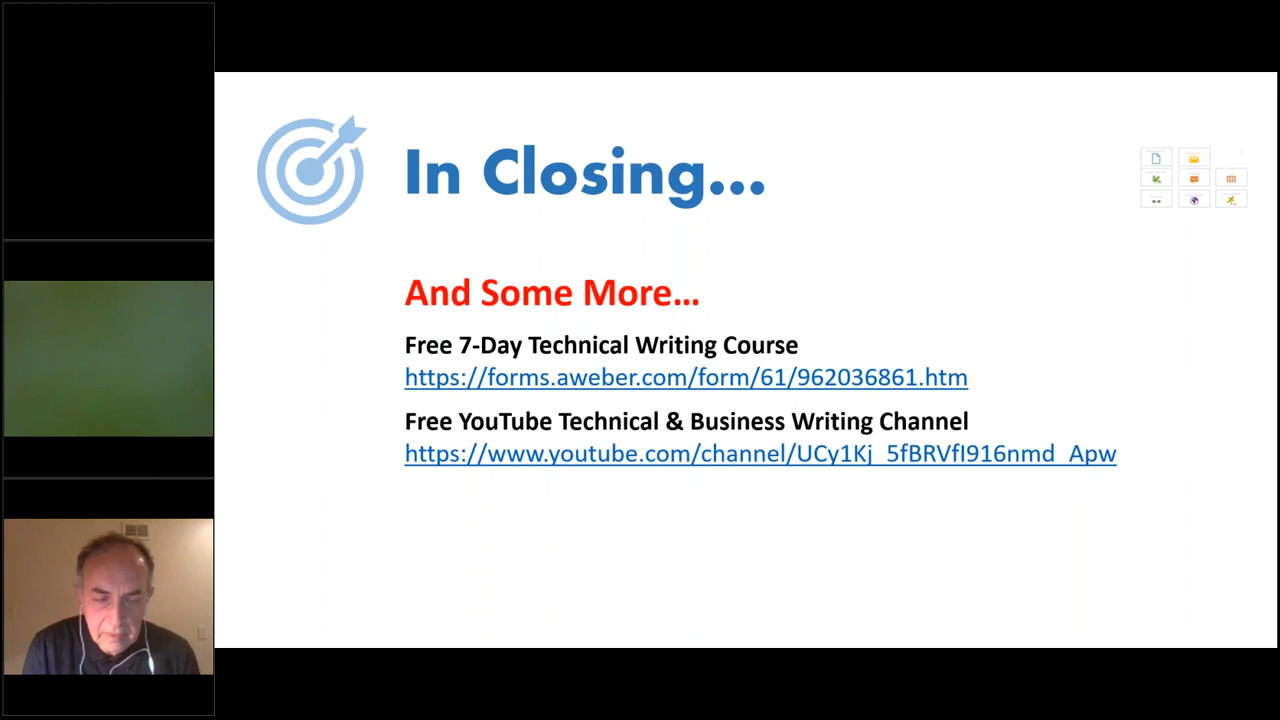 In Closing...
And Some More...
Free 7-Day Technical Writing Course
https://forms.aweber.com/form/61/962036861.htm
Free YouTube Technical & Business Writing Channel
https://www.youtube.com/channel/UCy1Kj_5fBRVfI916nmd_Apw